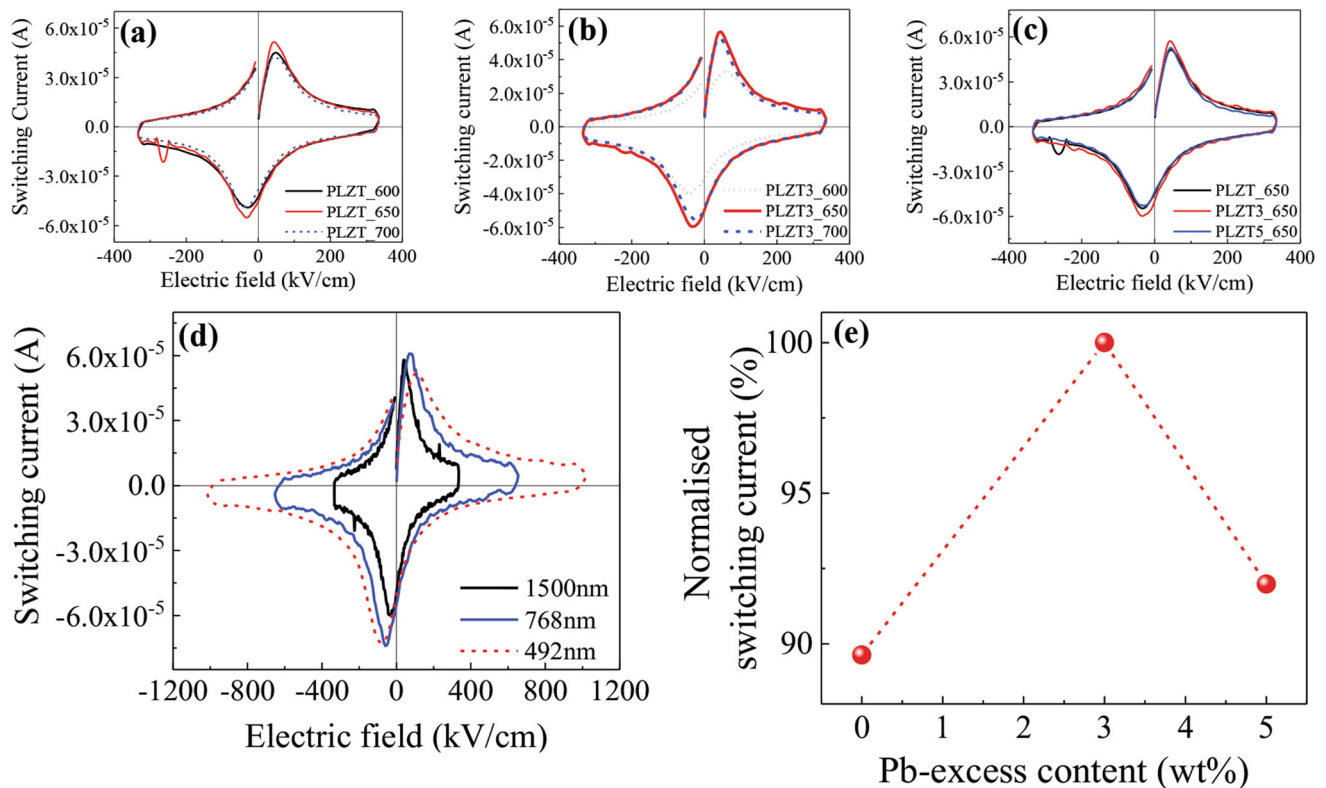 (a)
Switching Current (A)
6.0x10⁻⁵
3.0x10⁻⁵
0.0
-3.0x10⁻⁵
-6.0x10⁻⁵
PLZT_600
PLZT_650
PLZT_700
-400 -200 0 200 400
Electric field (kV/cm)
(b)
Switching current (A)
6.0x10⁻⁵
4.0x10⁻⁵
2.0x10⁻⁵
0.0
-2.0x10⁻⁵
-4.0x10⁻⁵
-6.0x10⁻⁵
PLZT3_600
PLZT3_650
PLZT3_700
-400 -200 0 200 400
Electric field (kV/cm)
(c)
Switching current (A)
6.0x10⁻⁵
3.0x10⁻⁵
0.0
-3.0x10⁻⁵
-6.0x10⁻⁵
PLZT_650
PLZT3_650
PLZT5_650
-400 -200 0 200 400
Electric field (kV/cm)
(d)
Switching current (A)
6.0x10⁻⁵
3.0x10⁻⁵
0.0
-3.0x10⁻⁵
-6.0x10⁻⁵
1500nm
768nm
492nm
-1200 -800 -400 0 400 800 1200
Electric field (kV/cm)
(e)
Normalised
switching current (%)
100
95
90
0 1 2 3 4 5
Pb-excess content (wt%)